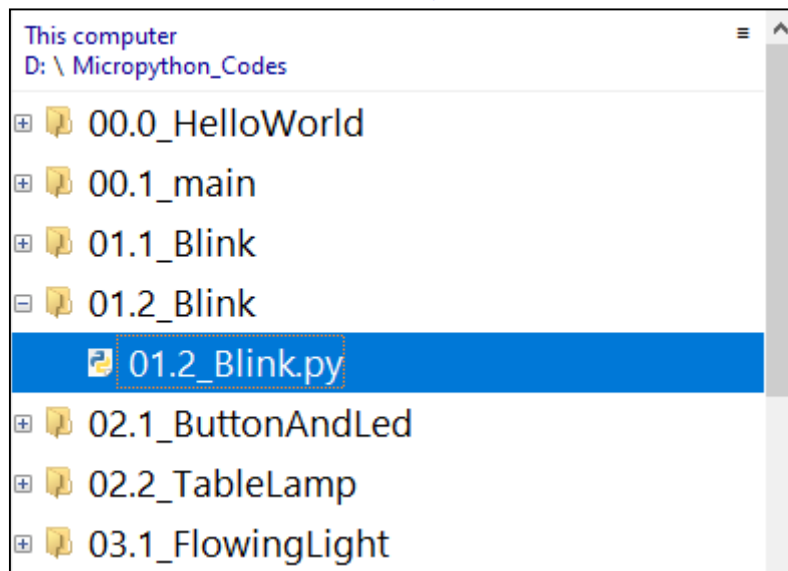 This computer
D: \ Micropython_Codes
00.0_HelloWorld
00.1_main
01.1_Blink
01.2_Blink
01.2_Blink.py
02.1_ButtonAndLed
02.2_TableLamp
03.1_FlowingLight